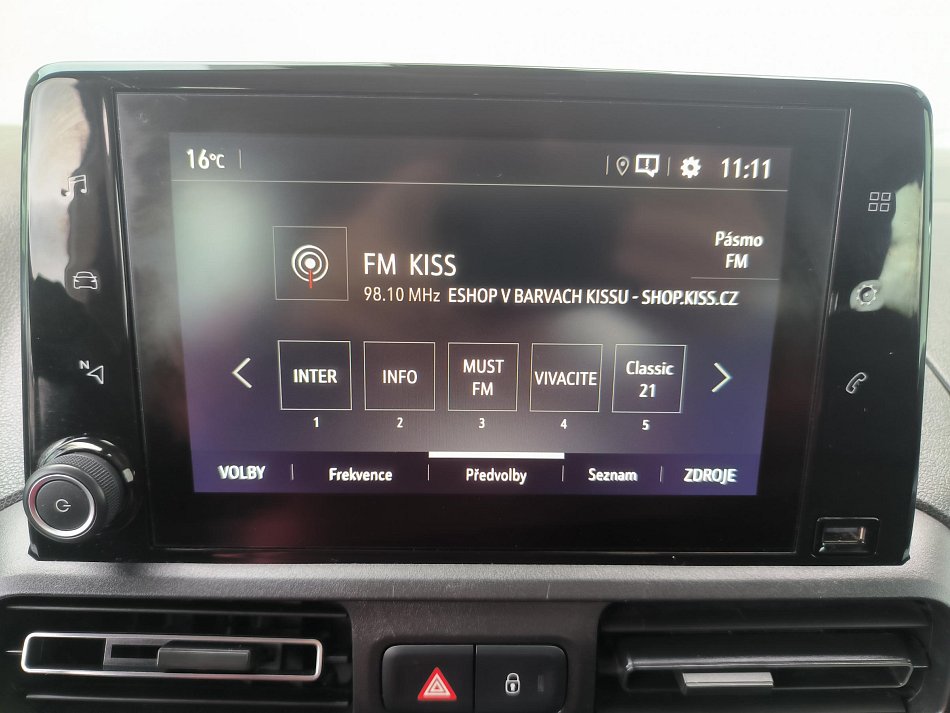 16°C
11:11
Pásmo
FM
FM KISS
98.10 MHz ESHOP V BARVACH KISSU - SHOP.KISS.CZ
INTER
INFO
MUST
FM
VIVACITE
Classic
21
1
2
3
4
5
VOLBY
Frekvence
Předvolby
Seznam
ZDROJE
N